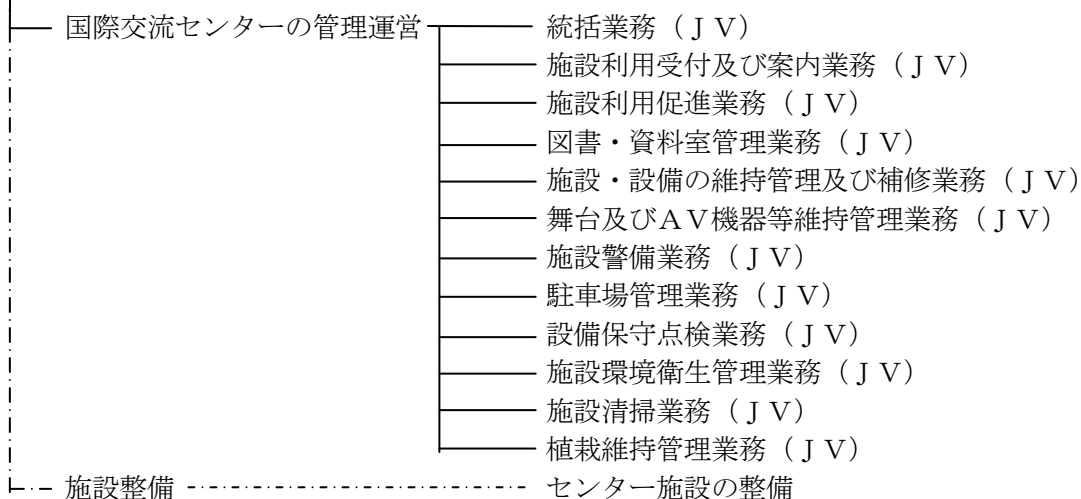 国際交流センターの管理運営 統括業務（ＪＶ）
施設利用受付及び案内業務（ＪＶ）
施設利用促進業務（ＪＶ）
図書・資料室管理業務（ＪＶ）
施設・設備の維持管理及び補修業務（ＪＶ）
舞台及びＡＶ機器等維持管理業務（ＪＶ）
施設警備業務（ＪＶ）
駐車場管理業務（ＪＶ）
設備保守点検業務（ＪＶ）
施設環境衛生管理業務（ＪＶ）
施設清掃業務（ＪＶ）
植栽維持管理業務（ＪＶ）
施設整備 センター施設の整備